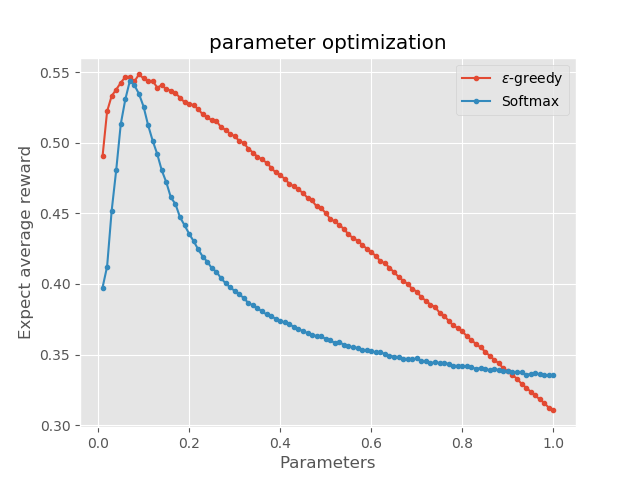 parameter optimization
ε-greedy
Softmax
Expect average reward
0.55
0.50
0.45
0.40
0.35
0.30
0.0 0.2 0.4 0.6 0.8 1.0
Parameters